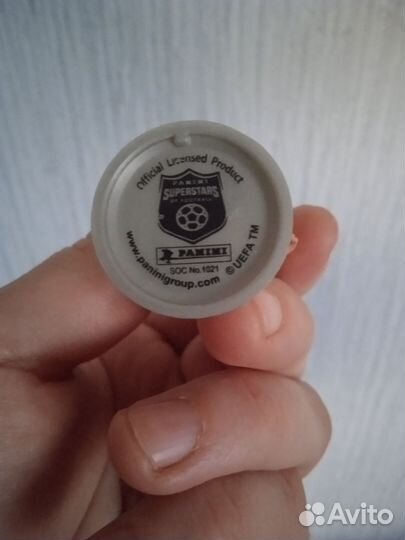 Official Licensed Product
PANINI
SUPERSTARS
OF FOOTBALL
PANINI
SOC No.1021
www.paninigroup.com
© UEFA TM
Avito